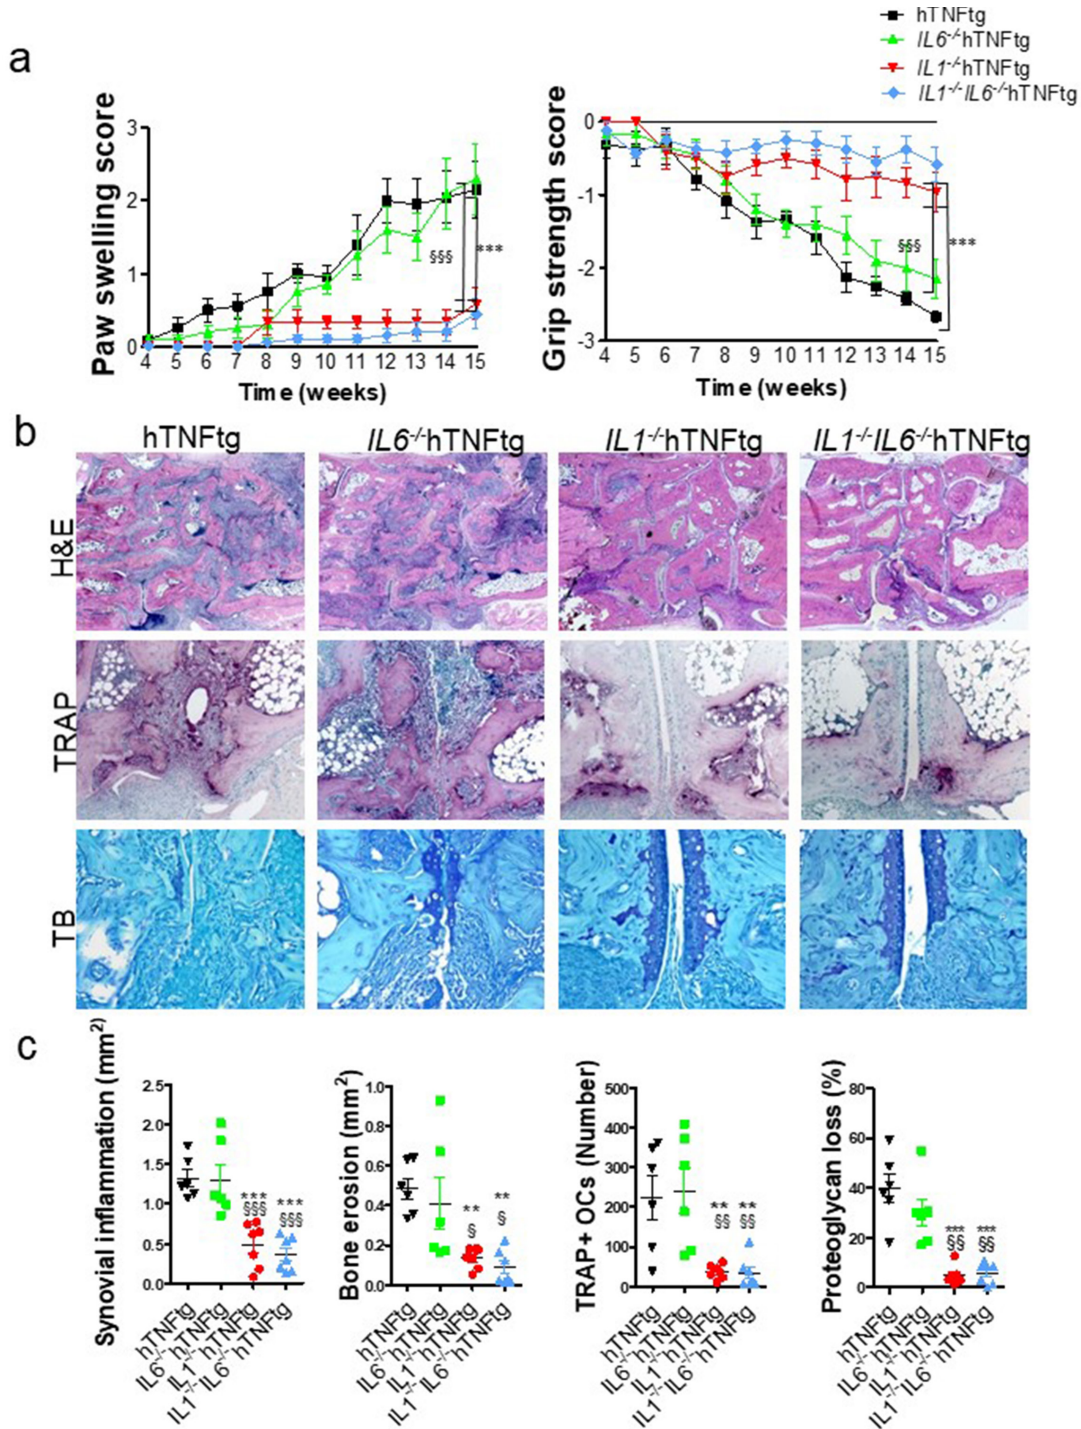 hTNFtg
IL6-/-hTNFtg
IL1-/-hTNFtg
IL1-/-IL6-/-hTNFtg
a
Paw swelling score
3
2
1
0
§§§
***
4 5 6 7 8 9 10 11 12 13 14 15
Time (weeks)
Grip strength score
0
-1
-2
-3
§§§
***
4 5 6 7 8 9 10 11 12 13 14 15
Time (weeks)
b
hTNFtg IL6-/-hTNFtg IL1-/-hTNFtg IL1-/-IL6-/-hTNFtg
H&E
TRAP
TB
c
Synovial inflammation (mm2)
2.5
2.0
1.5
1.0
0.5
0.0
*** ***
§§§ §§§
hTNFtg
IL6-/-hTNFtg
IL1-/-hTNFtg
IL1-/-IL6-/-hTNFtg
Bone erosion (mm2)
1.0
0.8
0.6
0.4
0.2
0.0
** **
§ §
hTNFtg
IL6-/-hTNFtg
IL1-/-hTNFtg
IL1-/-IL6-/-hTNFtg
TRAP+ OCs (Number)
500
400
300
200
100
0
** **
§§ §§
hTNFtg
IL6-/-hTNFtg
IL1-/-hTNFtg
IL1-/-IL6-/-hTNFtg
Proteoglycan loss (%)
80
60
40
20
0
*** ***
§§ §§
hTNFtg
IL6-/-hTNFtg
IL1-/-hTNFtg
IL1-/-IL6-/-hTNFtg